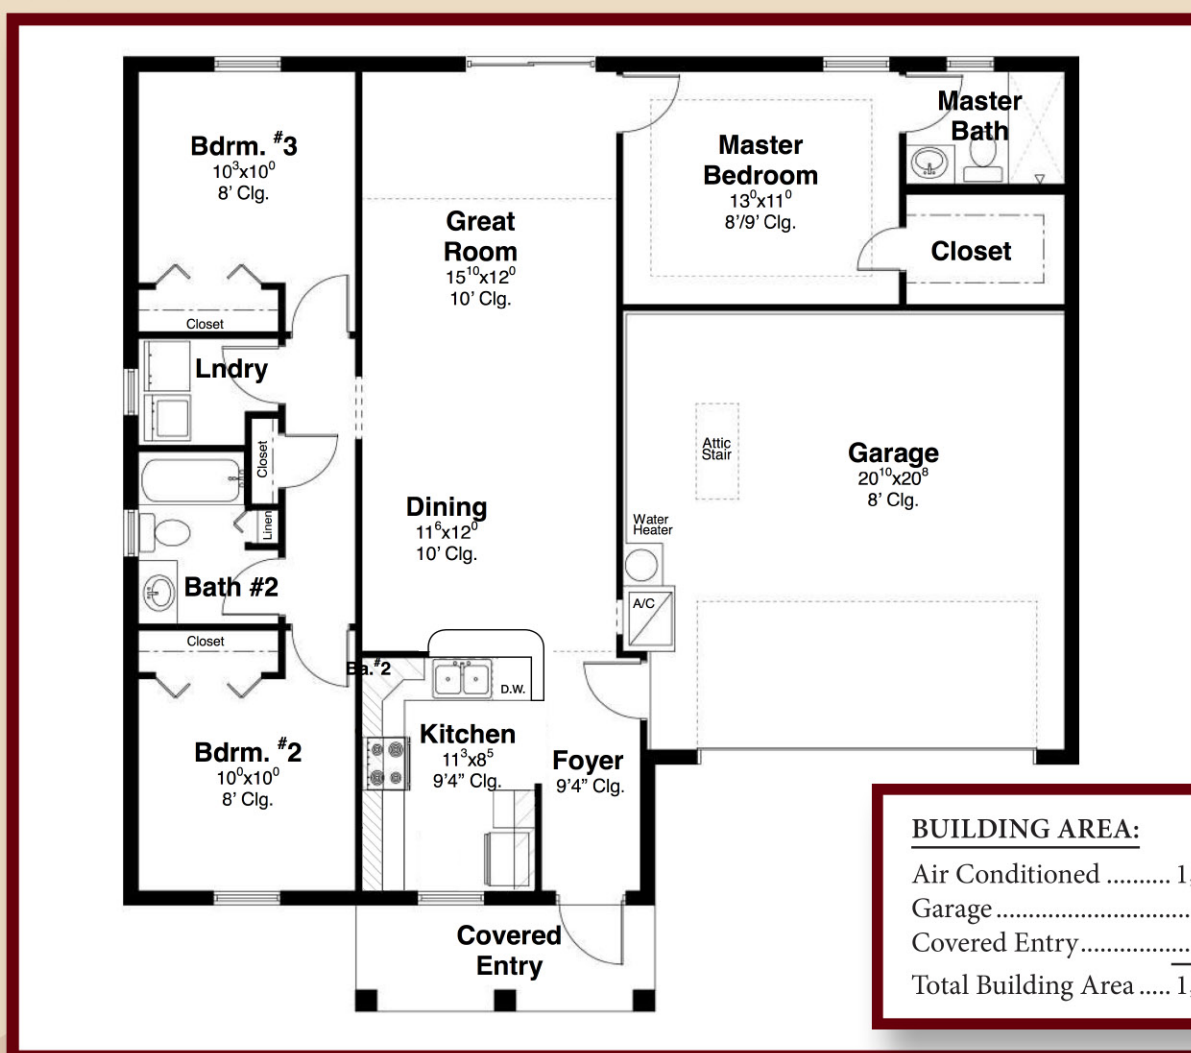 Bdrm. #3
10³x10⁰
8' Clg.
Closet
Great
Room
15¹⁰x12⁰
10' Clg.
Master
Bedroom
13⁰x11⁰
8'/9' Clg.
Master
Bath
Closet
Lndry
Closet
Linen
Bath #2
Closet
Dining
11⁶x12⁰
10' Clg.
Attic
Stair
Garage
20¹⁰x20⁸
8' Clg.
Water
Heater
A/C
Ba.#2
D.W.
Bdrm. #2
10⁰x10⁰
8' Clg.
Kitchen
11³x8⁵
9'4" Clg.
Foyer
9'4" Clg.
Covered
Entry
BUILDING AREA:
Air Conditioned .......... 1,
Garage..............................
Covered Entry................
Total Building Area ..... 1,